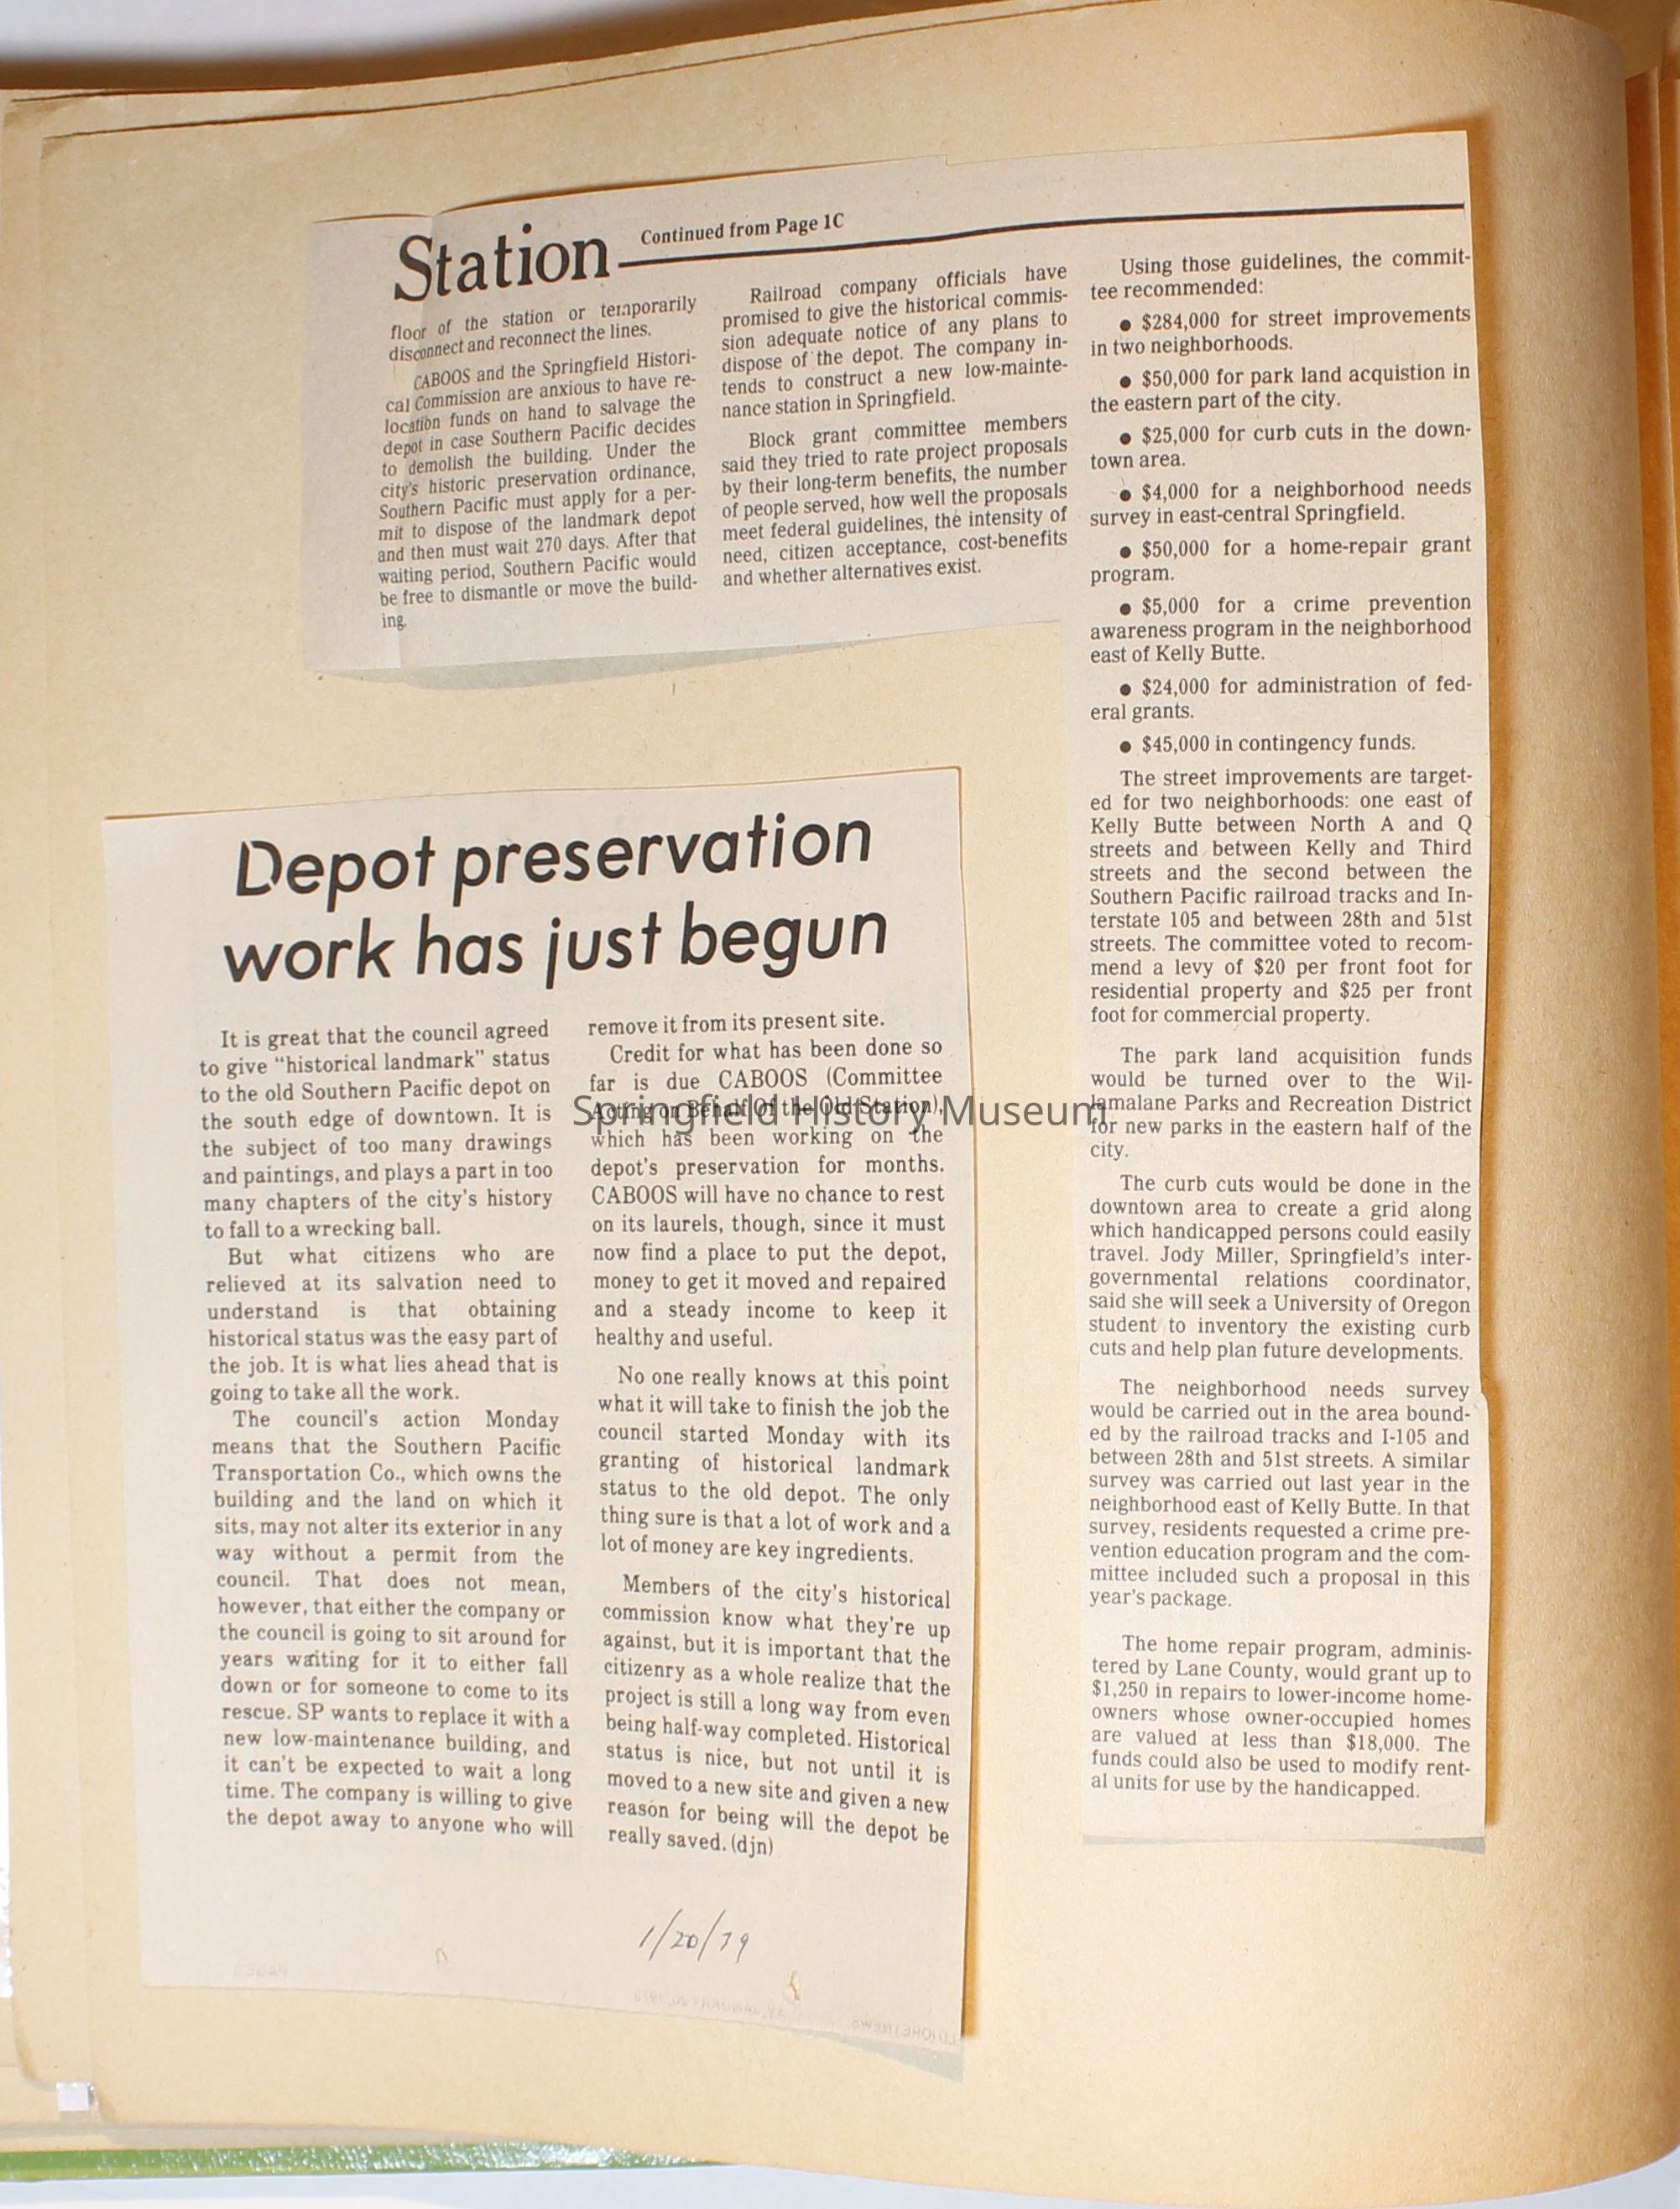 Station
Continued from Page 1C
floor of the station or temporarily
disconnect and reconnect the lines.
CABOOS and the Springfield Histori-
cal Commission are anxious to have re-
location funds on hand to salvage the
depot in case Southern Pacific decides
to demolish the building. Under the
city's historic preservation ordinance,
Southern Pacific must apply for a per-
mit to dispose of the landmark depot
and then must wait 270 days. After that
waiting period, Southern Pacific would
be free to dismantle or move the build-
ing.
Railroad company officials have
promised to give the historical commis-
sion adequate notice of any plans to
dispose of the depot. The company in-
tends to construct a new low-mainte-
nance station in Springfield.
Block grant committee members
said they tried to rate project proposals
by their long-term benefits, the number
of people served, how well the proposals
meet federal guidelines, the intensity of
need, citizen acceptance, cost-benefits
and whether alternatives exist.
Using those guidelines, the commit-
tee recommended:
● $284,000 for street improvements
in two neighborhoods.
● $50,000 for park land acquistion in
the eastern part of the city.
● $25,000 for curb cuts in the down-
town area.
● $4,000 for a neighborhood needs
survey in east-central Springfield.
● $50,000 for a home-repair grant
program.
● $5,000 for a crime prevention
awareness program in the neighborhood
east of Kelly Butte.
● $24,000 for administration of fed-
eral grants.
● $45,000 in contingency funds.
The street improvements are target-
ed for two neighborhoods: one east of
Kelly Butte between North A and Q
streets and between Kelly and Third
streets and the second between the
Southern Pacific railroad tracks and In-
terstate 105 and between 28th and 51st
streets. The committee voted to recom-
mend a levy of $20 per front foot for
residential property and $25 per front
foot for commercial property.
The park land acquisition funds
would be turned over to the Wil-
lamalane Parks and Recreation District
for new parks in the eastern half of the
city.
The curb cuts would be done in the
downtown area to create a grid along
which handicapped persons could easily
travel. Jody Miller, Springfield's inter-
governmental relations coordinator,
said she will seek a University of Oregon
student to inventory the existing curb
cuts and help plan future developments.
The neighborhood needs survey
would be carried out in the area bound-
ed by the railroad tracks and I-105 and
between 28th and 51st streets. A similar
survey was carried out last year in the
neighborhood east of Kelly Butte. In that
survey, residents requested a crime pre-
vention education program and the com-
mittee included such a proposal in this
year's package.
The home repair program, adminis-
tered by Lane County, would grant up to
$1,250 in repairs to lower-income home-
owners whose owner-occupied homes
are valued at less than $18,000. The
funds could also be used to modify rent-
al units for use by the handicapped.
Depot preservation
work has just begun
It is great that the council agreed
to give "historical landmark" status
to the old Southern Pacific depot on
the south edge of downtown. It is
the subject of too many drawings
and paintings, and plays a part in too
many chapters of the city's history
to fall to a wrecking ball.
But what citizens who are
relieved at its salvation need to
understand is that obtaining
historical status was the easy part of
the job. It is what lies ahead that is
going to take all the work.
The council's action Monday
means that the Southern Pacific
Transportation Co., which owns the
building and the land on which it
sits, may not alter its exterior in any
way without a permit from the
council. That does not mean,
however, that either the company or
the council is going to sit around for
years waiting for it to either fall
down or for someone to come to its
rescue. SP wants to replace it with a
new low-maintenance building, and
it can't be expected to wait a long
time. The company is willing to give
the depot away to anyone who will
remove it from its present site.
Credit for what has been done so
far is due CABOOS (Committee
Acting on Behalf Of the Old Station),
which has been working on the
depot's preservation for months.
CABOOS will have no chance to rest
on its laurels, though, since it must
now find a place to put the depot,
money to get it moved and repaired
and a steady income to keep it
healthy and useful.
No one really knows at this point
what it will take to finish the job the
council started Monday with its
granting of historical landmark
status to the old depot. The only
thing sure is that a lot of work and a
lot of money are key ingredients.
Members of the city's historical
commission know what they're up
against, but it is important that the
citizenry as a whole realize that the
project is still a long way from even
being half-way completed. Historical
status is nice, but not until it is
moved to a new site and given a new
reason for being will the depot be
really saved. (djn)
1/20/79
Springfield History Museum